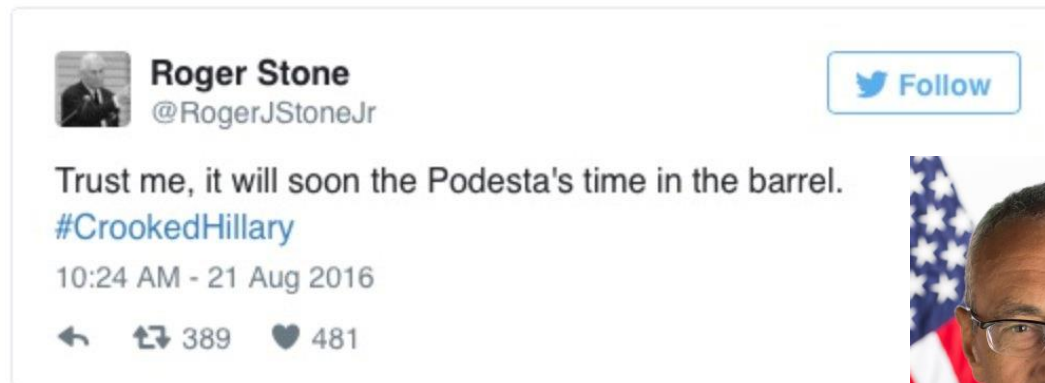 Roger Stone
@RogerJStoneJr
Follow
Trust me, it will soon the Podesta's time in the barrel.
#CrookedHillary
10:24 AM - 21 Aug 2016
389 481